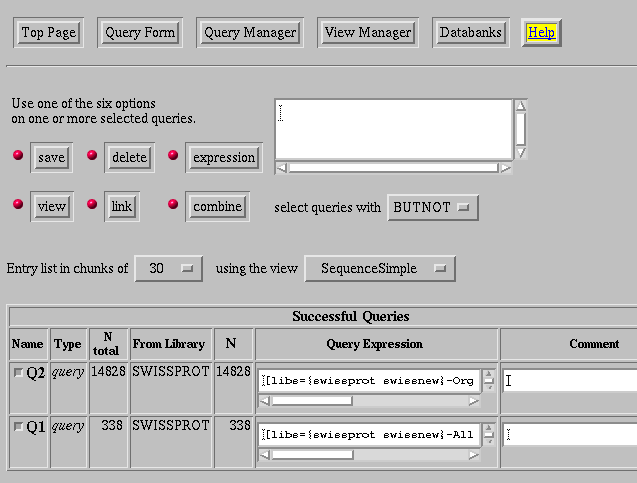 Top Page Query Form Query Manager View Manager Databanks Help
Use one of the six options
on one or more selected queries.
save delete expression
view link combine select queries with BUTNOT
Entry list in chunks of 30 using the view SequenceSimple
Successful Queries
Name Type N total From Library N Query Expression Comment
Q2 query 14828 SWISSPROT 14828 [libs={swissprot swissnew}-Org
Q1 query 338 SWISSPROT 338 [libs={swissprot swissnew}-All